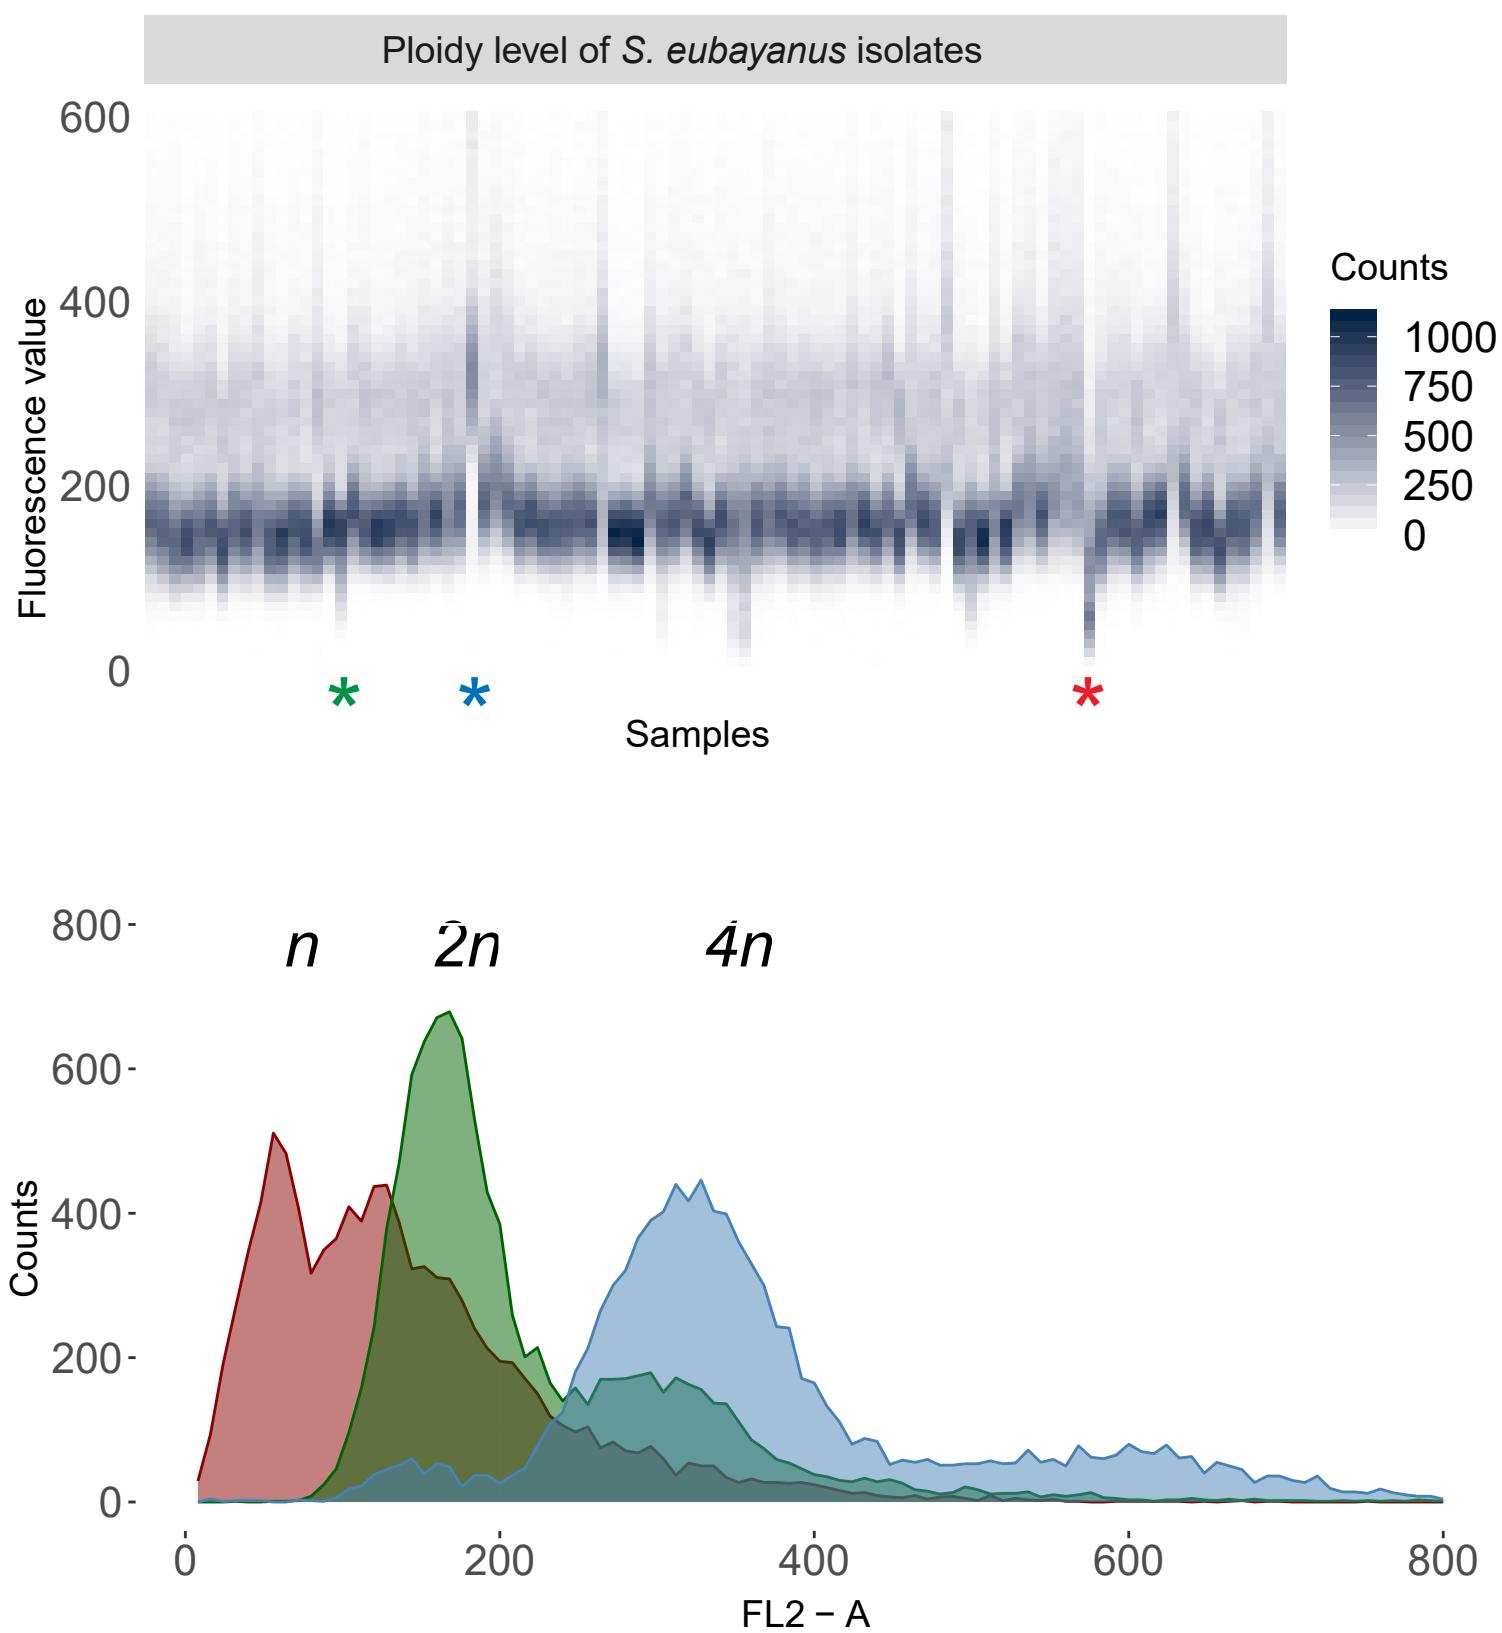 Ploidy level of S. eubayanus isolates
600
400
200
0
Fluorescence value
* * *
Samples
Counts
1000
750
500
250
0
n 2n 4n
800
600
400
200
0
Counts
0 200 400 600 800
FL2 − A